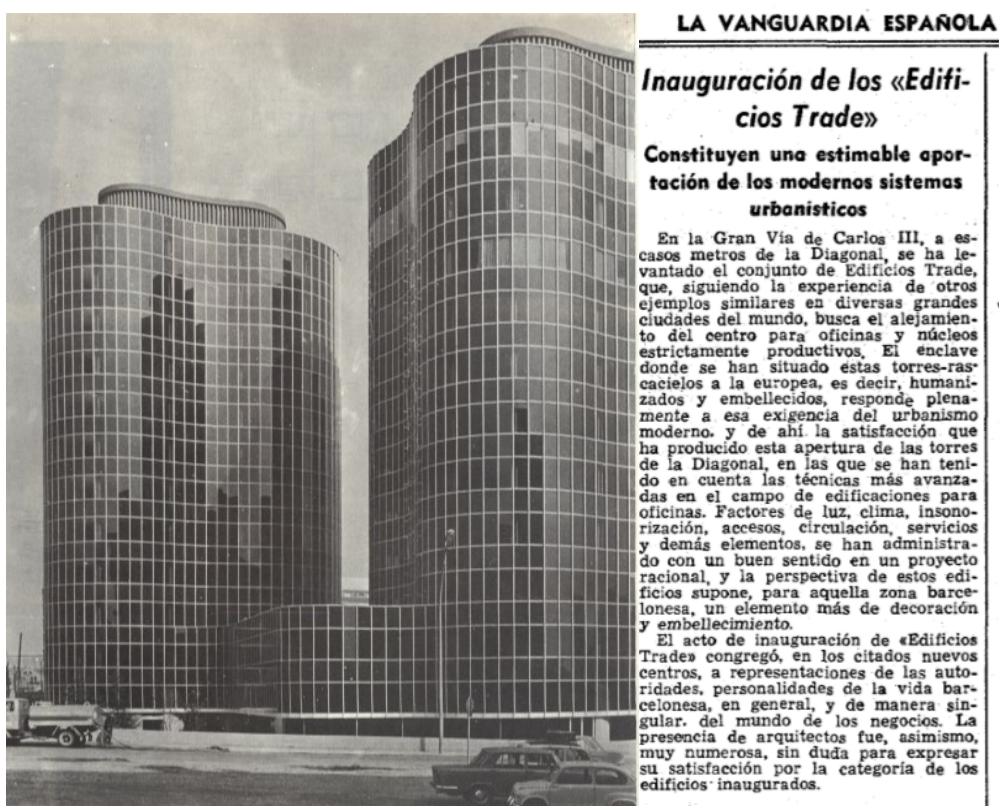 LA VANGUARDIA ESPAÑOLA
Inauguración de los «Edifi-
cios Trade»
Constituyen una estimable apor-
tación de los modernos sistemas
urbanísticos
En la Gran Vía de Carlos III, a es-
casos metros de la Diagonal, se ha le-
vantado el conjunto de Edificios Trade,
que, siguiendo la experiencia de otros
ejemplos similares en diversas grandes
ciudades del mundo, busca el alejamien-
to del centro para oficinas y núcleos
estrictamente productivos. El enclave
donde se han situado estas torres-ras-
cacielos a la europea, es decir, humani-
zados y embellecidos, responde plena-
mente a esa exigencia del urbanismo
moderno. y de ahí la satisfacción que
ha producido esta apertura de las torres
de la Diagonal, en las que se han teni-
do en cuenta las técnicas más avanza-
das en el campo de edificaciones para
oficinas. Factores de luz, clima, insono-
rización, accesos, circulación, servicios
y demás elementos, se han administra-
do con un buen sentido en un proyecto
racional, y la perspectiva de estos edi-
ficios supone, para aquella zona barce-
lonesa, un elemento más de decoración
y embellecimiento.
El acto de inauguración de «Edificios
Trade» congregó, en los citados nuevos
centros, a representaciones de las auto-
ridades, personalidades de la vida bar-
celonesa, en general, y de manera sin-
gular. del mundo de los negocios. La
presencia de arquitectos fue, asimismo,
muy numerosa, sin duda para expresar
su satisfacción por la categoría de los
edificios inaugurados.